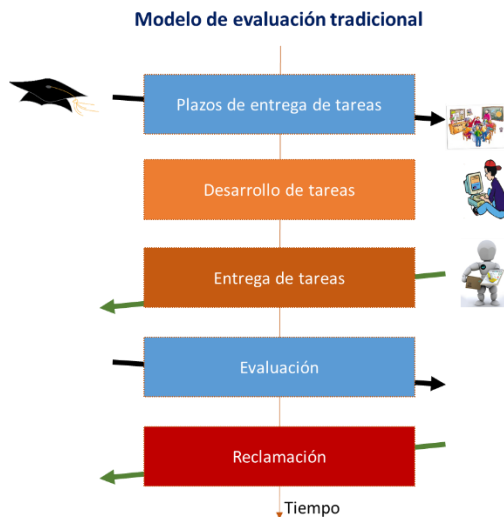 Modelo de evaluación tradicional
Plazos de entrega de tareas
Desarrollo de tareas
Entrega de tareas
Evaluación
Reclamación
Tiempo